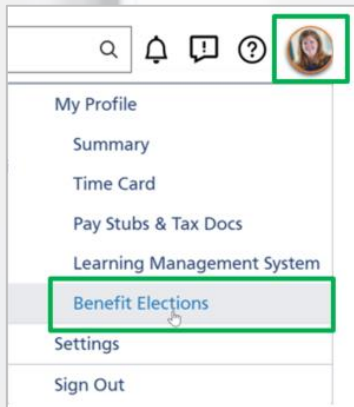 My Profile
Summary
Time Card
Pay Stubs & Tax Docs
Learning Management System
Benefit Elections
Settings
Sign Out